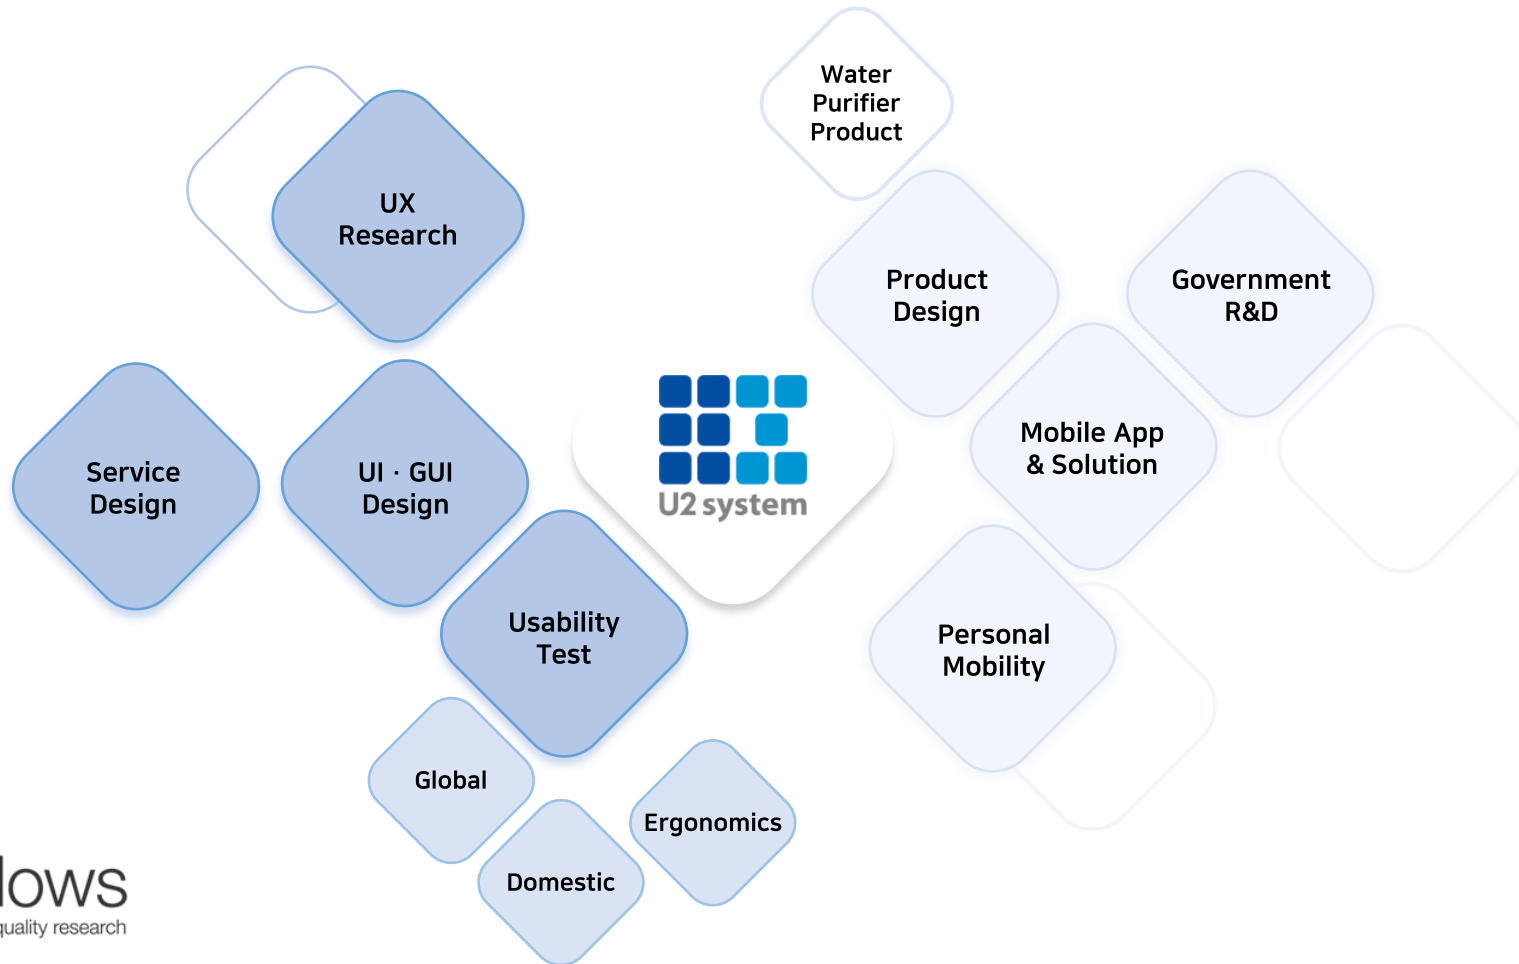 Water
Purifier
Product
UX
Research
Product
Design
Government
R&D
Mobile App
& Solution
Service
Design
UI · GUI
Design
U2 system
Usability
Test
Personal
Mobility
Global
Ergonomics
Domestic
lows
quality research